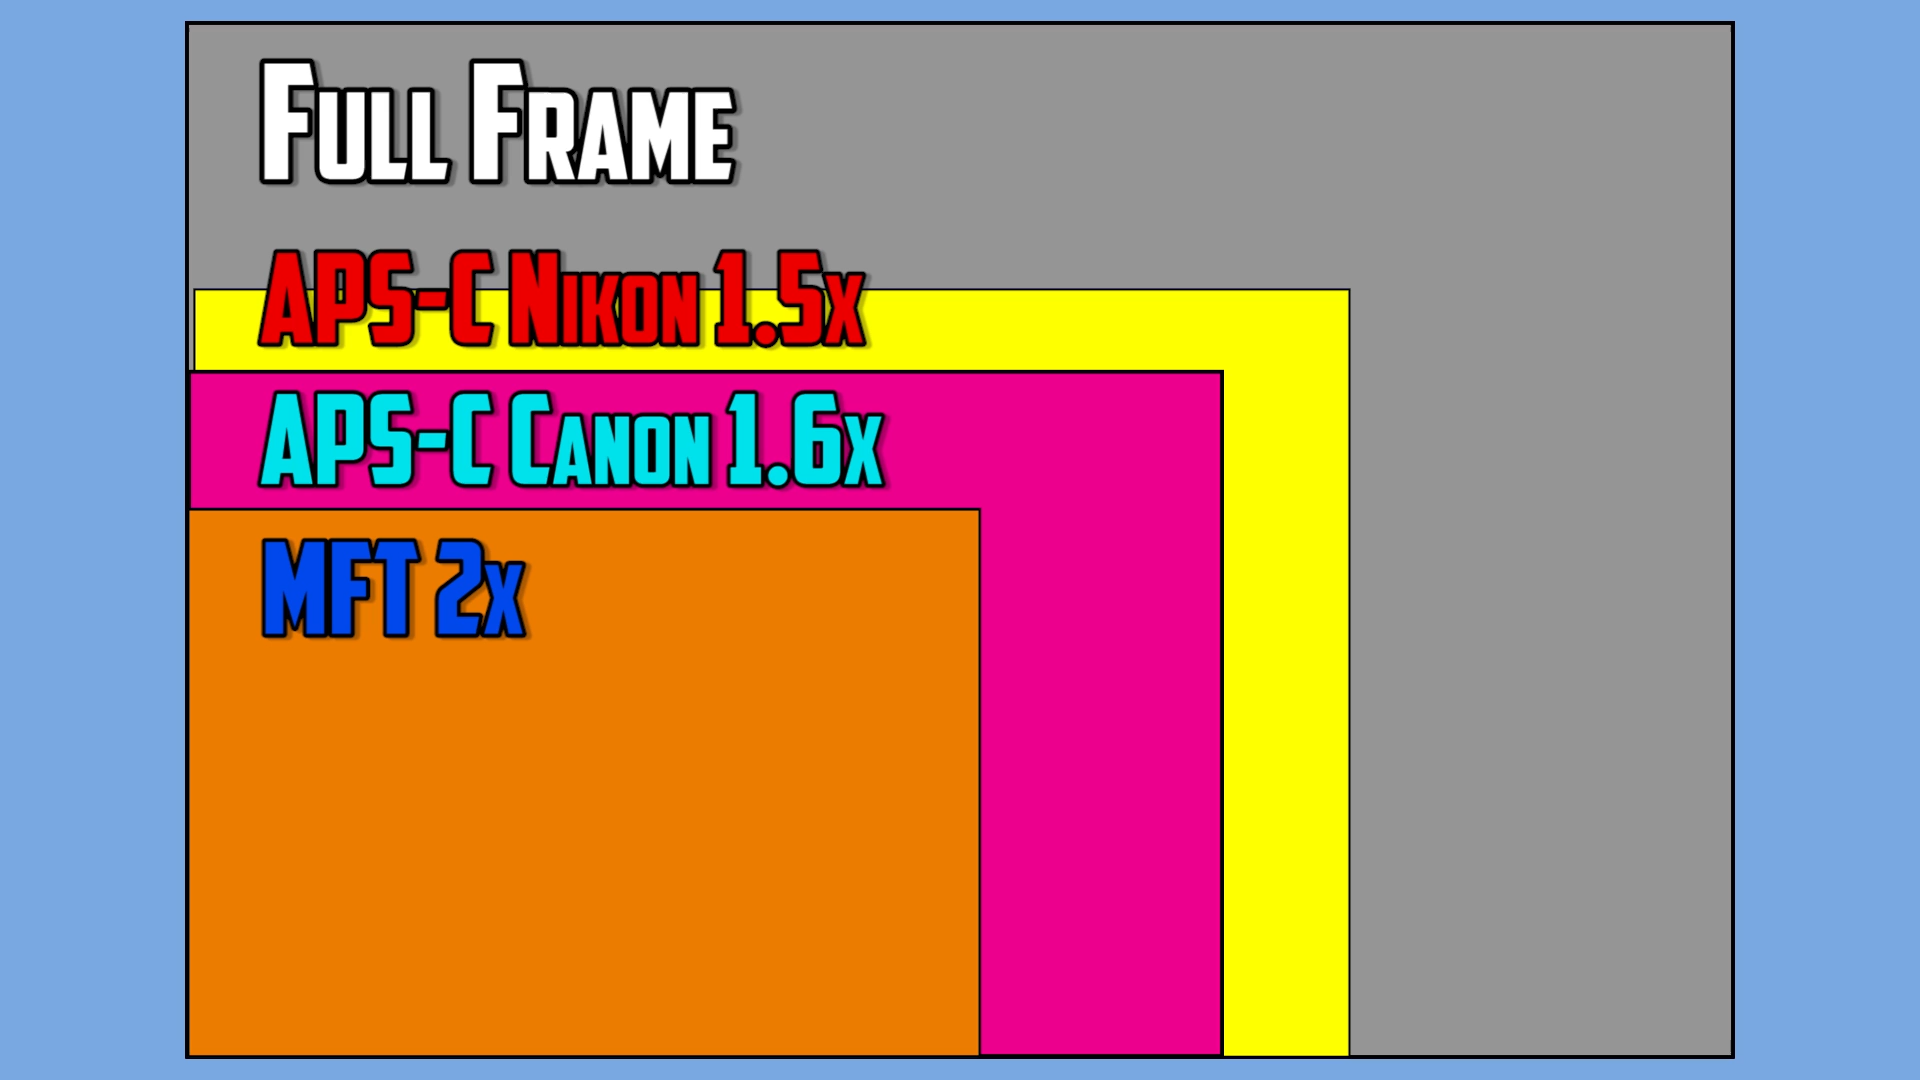 Full Frame
APS-C Nikon 1.5x
APS-C Canon 1.6x
MFT 2x